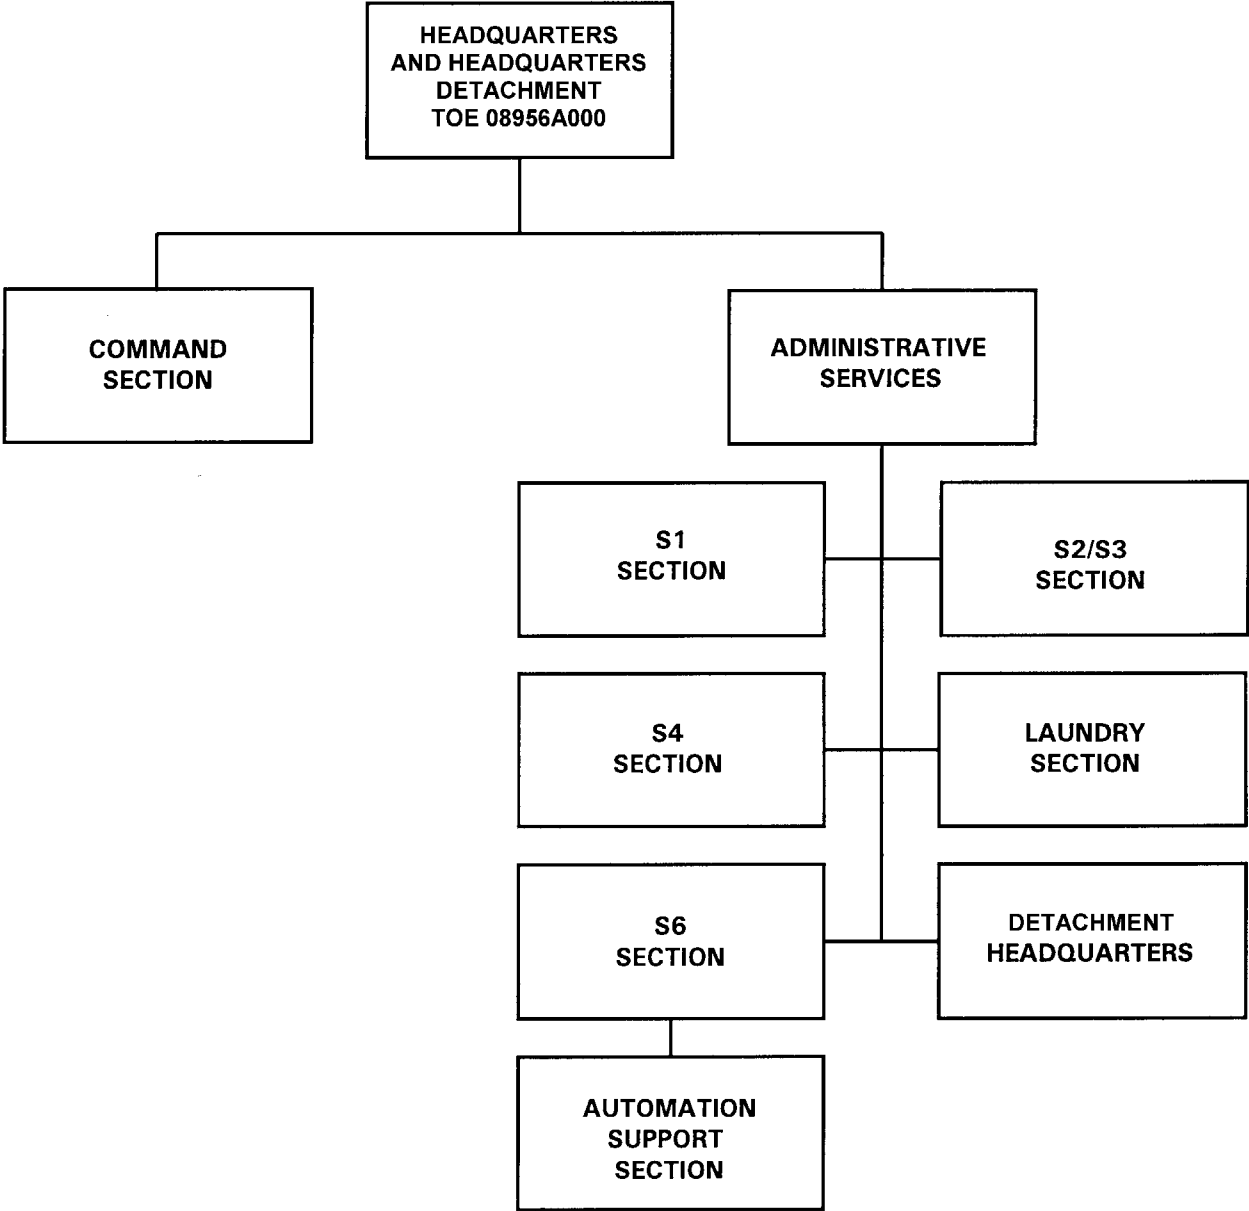 HEADQUARTERS
AND HEADQUARTERS
DETACHMENT
TOE 08956A000
COMMAND
SECTION
ADMINISTRATIVE
SERVICES
S1
SECTION
S2/S3
SECTION
S4
SECTION
LAUNDRY
SECTION
S6
SECTION
DETACHMENT
HEADQUARTERS
AUTOMATION
SUPPORT
SECTION